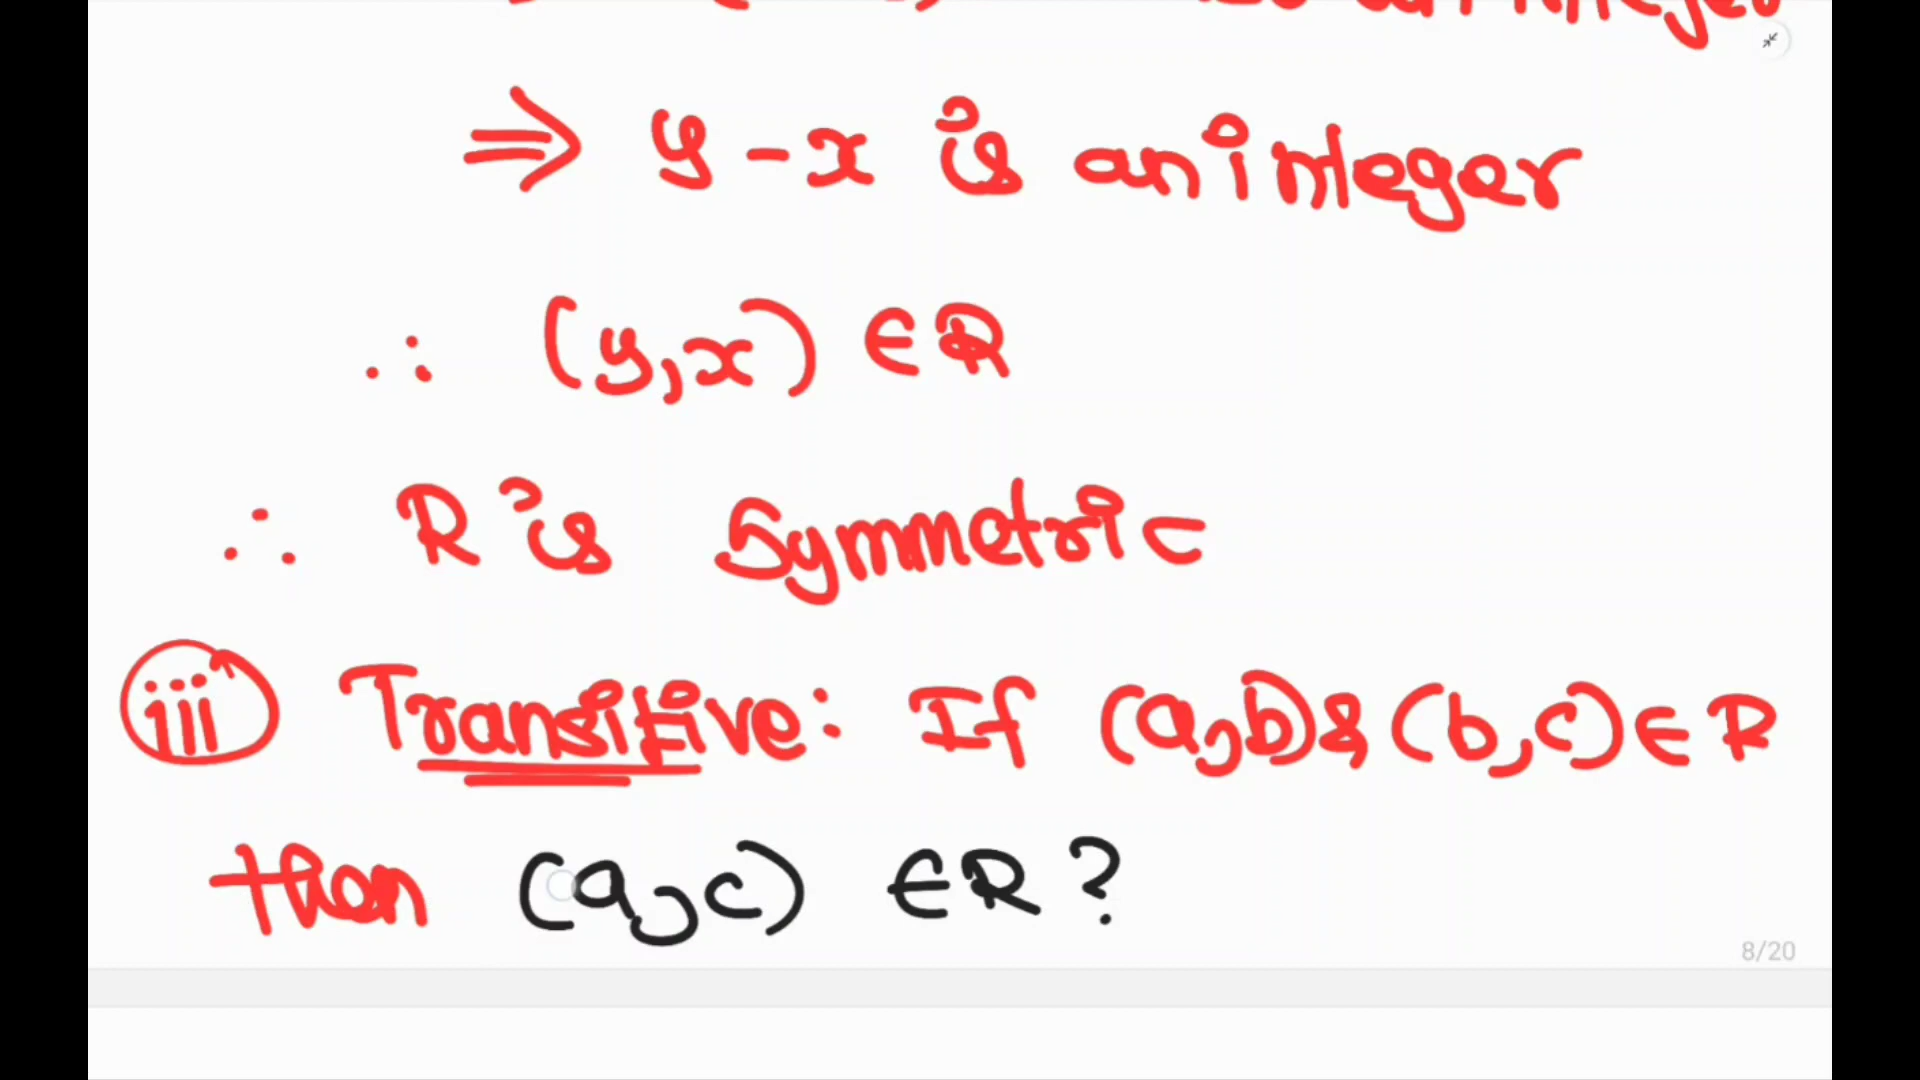 ⇒ y - x is an integer
∴ (y,x) ∈ R
∴ R is Symmetric
iii Transitive: If (a,b) & (b,c) ∈ R
then (a,c) ∈ R ?
8/20